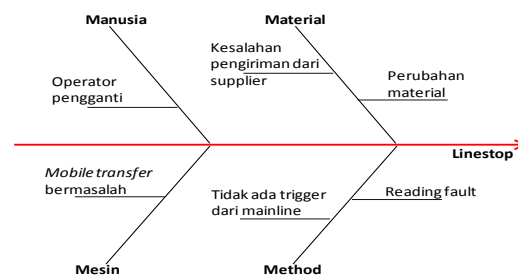 Manusia
Material
Kesalahan
pengiriman dari
supplier
Operator
pengganti
Perubahan
material
Linestop
Mobile transfer
bermasalah
Tidak ada trigger
dari mainline
Reading fault
Mesin
Method